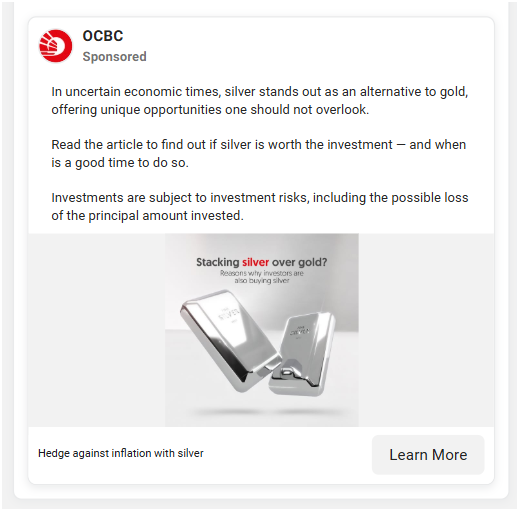 OCBC
Sponsored
In uncertain economic times, silver stands out as an alternative to gold,
offering unique opportunities one should not overlook.
Read the article to find out if silver is worth the investment — and when
is a good time to do so.
Investments are subject to investment risks, including the possible loss
of the principal amount invested.
Stacking silver over gold?
Reasons why investors are
also buying silver
Hedge against inflation with silver
Learn More